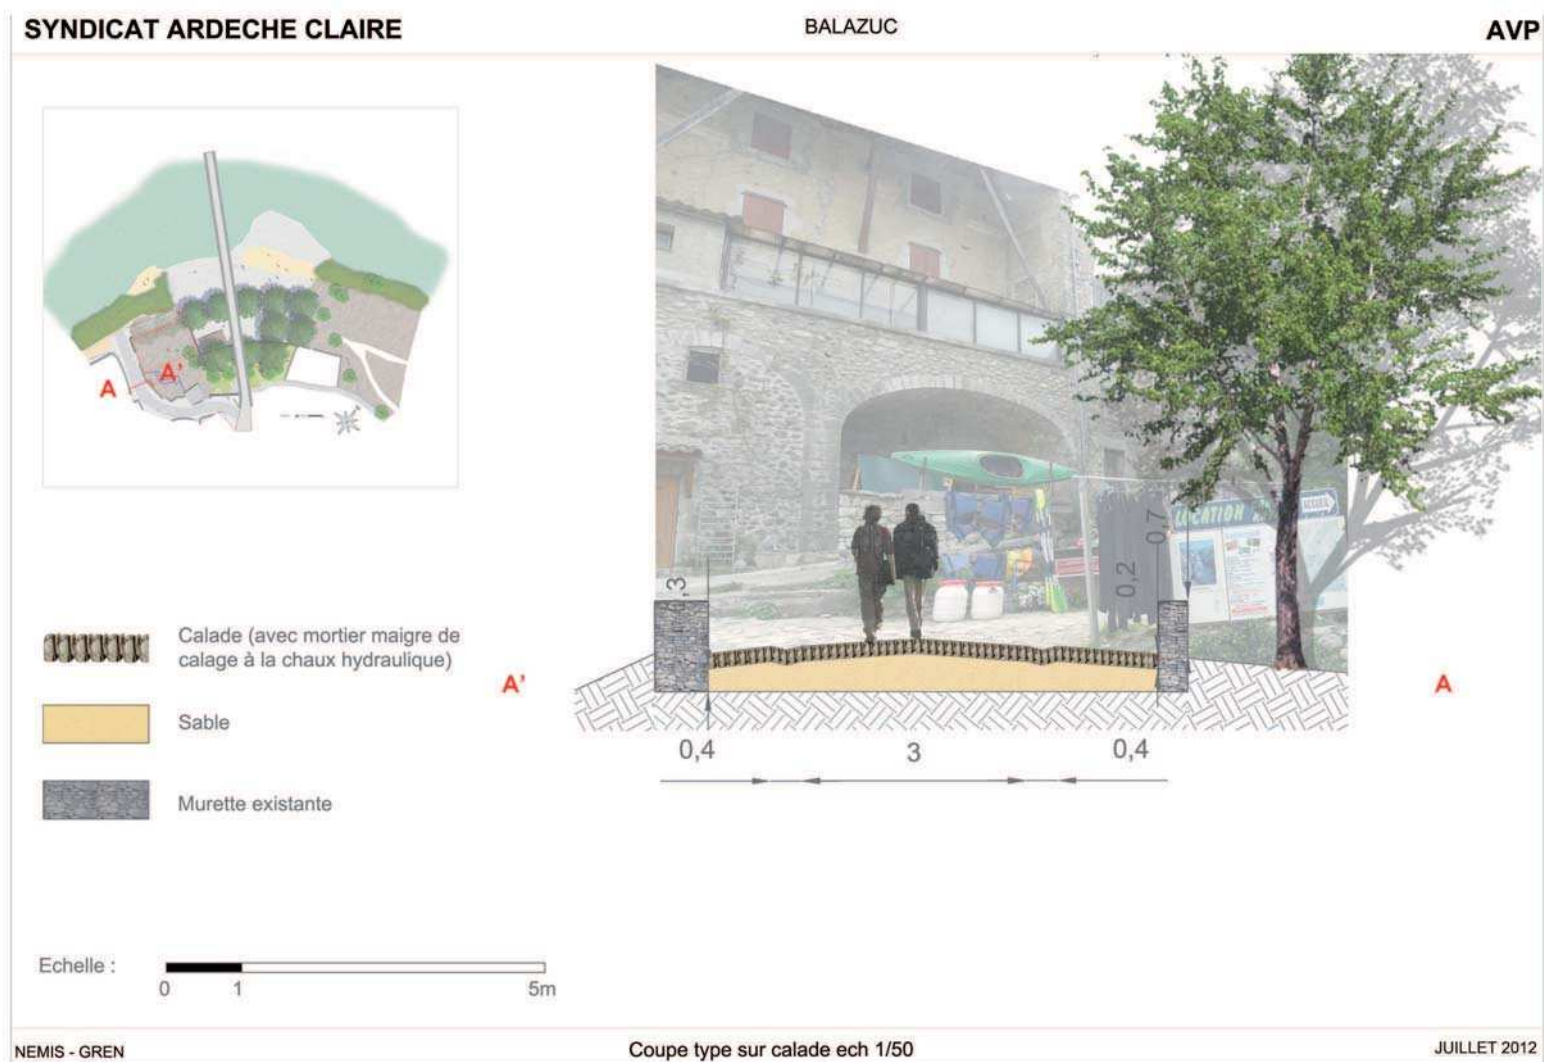 SYNDICAT ARDECHE CLAIRE
BALAZUC
AVP
A
A'
LOCATION
ACCUEIL
0,7
0,2
,3
Calade (avec mortier maigre de
calage à la chaux hydraulique)
A'
A
Sable
0,4
3
0,4
Murette existante
Echelle :
0
1
5m
NEMIS - GREN
Coupe type sur calade ech 1/50
JUILLET 2012